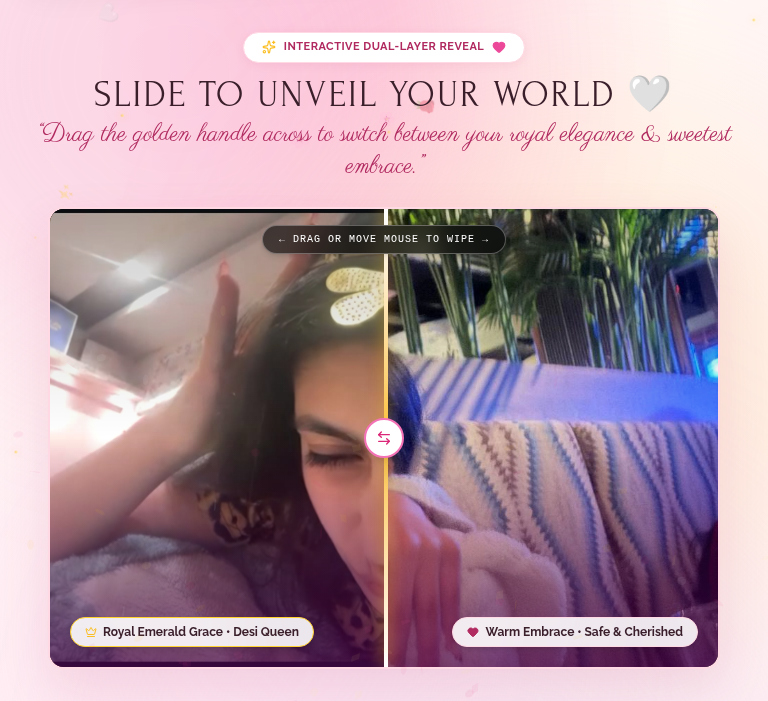 INTERACTIVE DUAL-LAYER REVEAL
SLIDE TO UNVEIL YOUR WORLD 🤍
“Drag the golden handle across to switch between your royal elegance & sweetest
embrace.”
← DRAG OR MOVE MOUSE TO WIPE →
Royal Emerald Grace • Desi Queen
Warm Embrace • Safe & Cherished